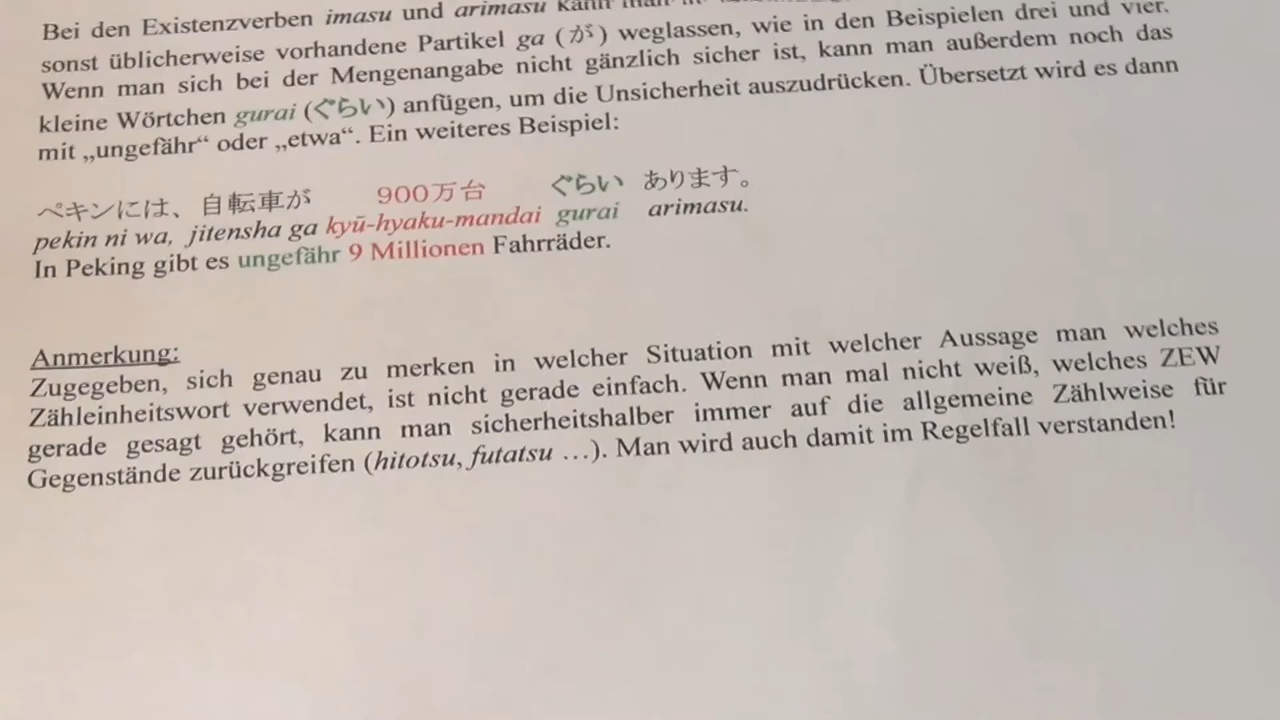 Bei den Existenzverben imasu und arimasu kann man
sonst üblicherweise vorhandene Partikel ga (が) weglassen, wie in den Beispielen drei und vier.
Wenn man sich bei der Mengenangabe nicht gänzlich sicher ist, kann man außerdem noch das
kleine Wörtchen gurai (ぐらい) anfügen, um die Unsicherheit auszudrücken. Übersetzt wird es dann
mit „ungefähr“ oder „etwa“. Ein weiteres Beispiel:
ペキンには、自転車が 900万台 ぐらい あります。
pekin ni wa, jitensha ga kyū-hyaku-mandai gurai arimasu.
In Peking gibt es ungefähr 9 Millionen Fahrräder.
Anmerkung:
Zugegeben, sich genau zu merken in welcher Situation mit welcher Aussage man welches
Zähleinheitswort verwendet, ist nicht gerade einfach. Wenn man mal nicht weiß, welches ZEW
gerade gesagt gehört, kann man sicherheitshalber immer auf die allgemeine Zählweise für
Gegenstände zurückgreifen (hitotsu, futatsu …). Man wird auch damit im Regelfall verstanden!